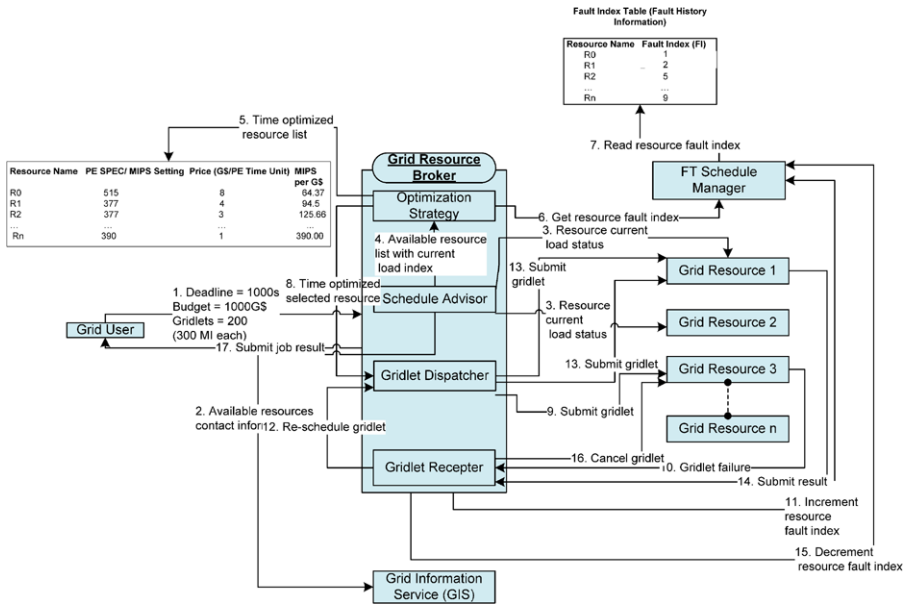 Fault Index Table (Fault History
Information)
Resource Name Fault Index (FI)
R0 1
R1 2
R2 5
... ...
Rn 9
5. Time optimized
resource list
7. Read resource fault index
Resource Name PE SPEC/ MIPS Setting Price (G$/PE Time Unit) MIPS
per G$
R0 515 8 64.37
R1 377 4 94.5
R2 377 3 125.66
... ... ... ...
Rn 390 1 390.00
Grid Resource
Broker
FT Schedule
Manager
Optimization
Strategy
6. Get resource fault index
3. Resource current
load status
4. Available resource
list with current
load index
13. Submit
gridlet
Grid Resource 1
8. Time optimized
selected resource
Schedule Advisor
1. Deadline = 1000s
Budget = 1000G$
Gridlets = 200
(300 MI each)
Grid User
3. Resource
current
load status
Grid Resource 2
17. Submit job result
13. Submit gridlet
Gridlet Dispatcher
Grid Resource 3
2. Available resources
contact infor
12. Re-schedule gridlet
9. Submit gridlet
Grid Resource n
Gridlet Recepter
16. Cancel gridlet
10. Gridlet failure
14. Submit result
11. Increment
resource
fault index
15. Decrement
resource fault index
Grid Information
Service (GIS)